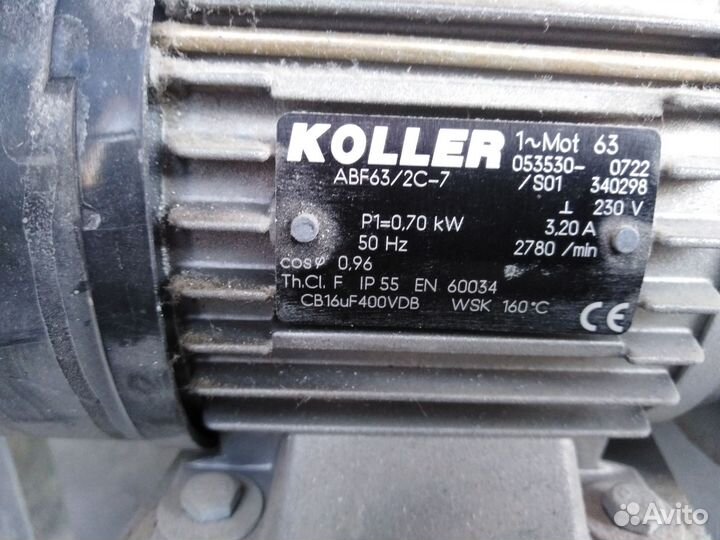 KOLLER 1~Mot 63
053530- 0722
ABF63/2C-7 /S01 340298
⊥ 230 V
P1=0,70 kW 3,20 A
50 Hz 2780 /min
cosφ 0,96
Th.Cl. F IP 55 EN 60034
CB16uF400VDB WSK 160°C
CE
Avito